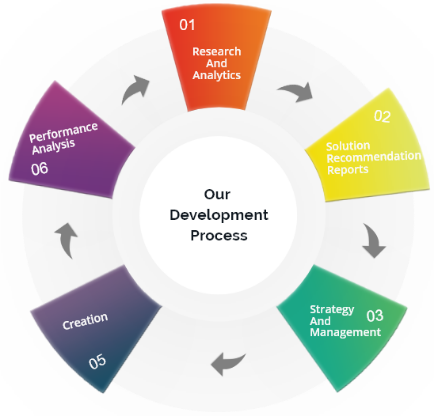 01
Research
And
Analytics
02
Solution
Recommendation
Reports
Strategy
And
Management
03
Creation
05
Performance
Analysis
06
Our
Development
Process